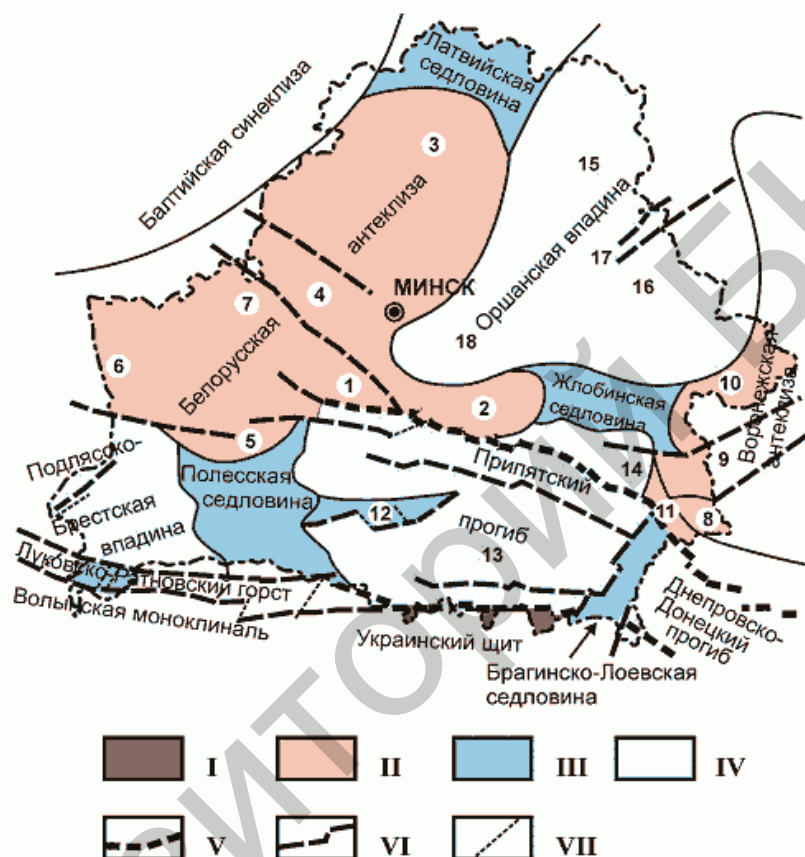 Латвийская
седловина
Балтийская синеклиза
3
15
антеклиза
Оршанская впадина
17
16
7
4
МИНСК
18
6
Белорусская
1
2
Жлобинская
седловина
10
Воронежская
антеклиза
5
9
Подлясско-
Брестская
впадина
Полесская
седловина
Припятский
прогиб
14
12
11
8
13
Луковско-Ратновский горст
Волынская моноклиналь
Украинский щит
Днепровско-
Донецкий
прогиб
Брагинско-Лоевская
седловина
I II III IV
V VI VII